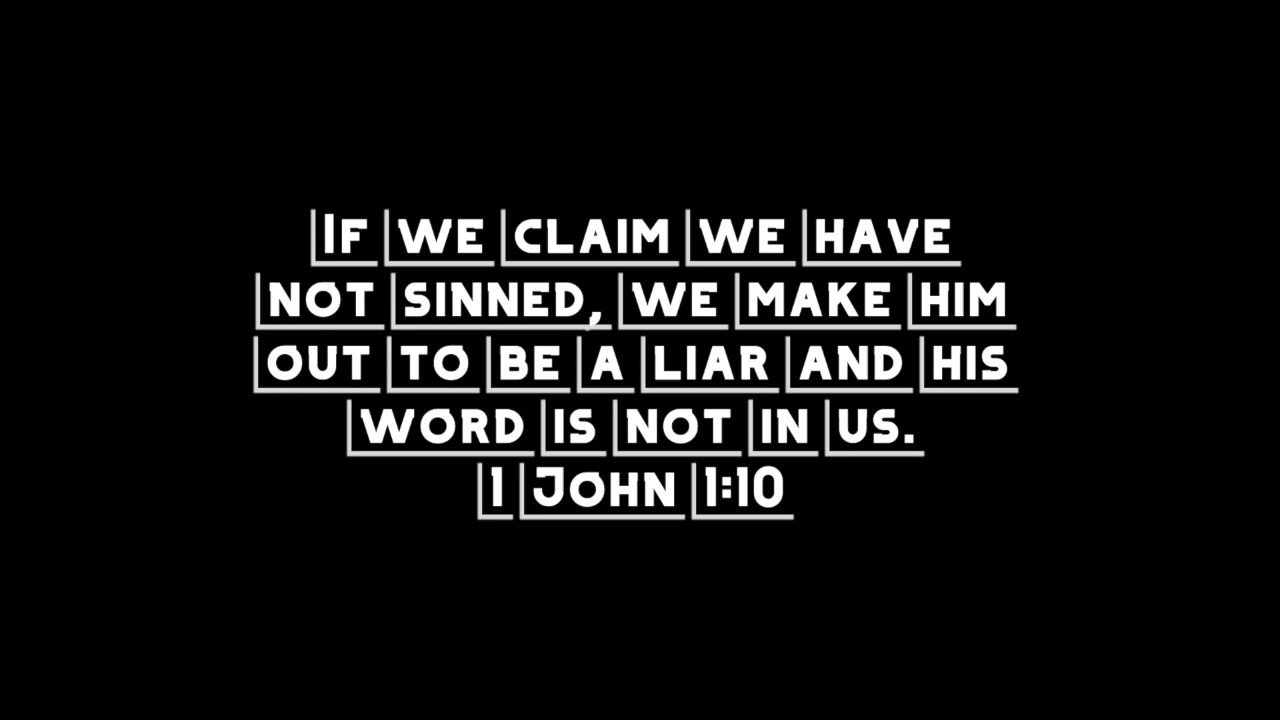 If we claim we have
not sinned, we make him
out to be a liar and his
word is not in us.
1 John 1:10